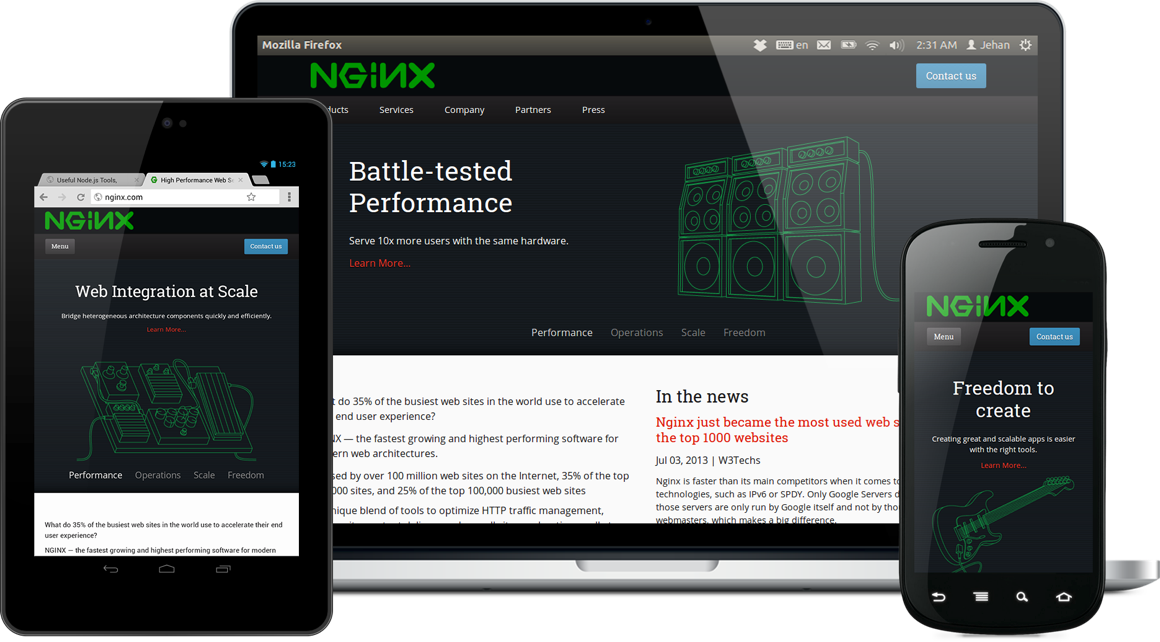 Mozilla Firefox
en
2:31 AM
Jehan
NGINX
Contact us
Services
Company
Partners
Press
Battle-tested
Performance
Serve 10x more users with the same hardware.
Learn More...
Performance
Operations
Scale
Freedom
do 35% of the busiest web sites in the world use to accelerate
end user experience?
— the fastest growing and highest performing software for
web architectures.
by over 100 million web sites on the Internet, 35% of the top
sites, and 25% of the top 100,000 busiest web sites
blend of tools to optimize HTTP traffic management,
In the news
Nginx just became the most used web
the top 1000 websites
Jul 03, 2013 | W3Techs
Nginx is faster than its main competitors when it comes
technologies, such as IPv6 or SPDY. Only Google Servers
those servers are only run by Google itself and not by
webmasters, which makes a big difference.
15:23
Useful Node.js Tools,
High Performance Web
nginx.com
NGINX
Menu
Contact us
Web Integration at Scale
Bridge heterogeneous architecture components quickly and efficiently.
Learn More...
Performance
Operations
Scale
Freedom
What do 35% of the busiest web sites in the world use to accelerate their end
user experience?
NGINX — the fastest growing and highest performing software for modern
NGINX
Menu
Contact us
Freedom to
create
Creating great and scalable apps is easier
with the right tools.
Learn More...